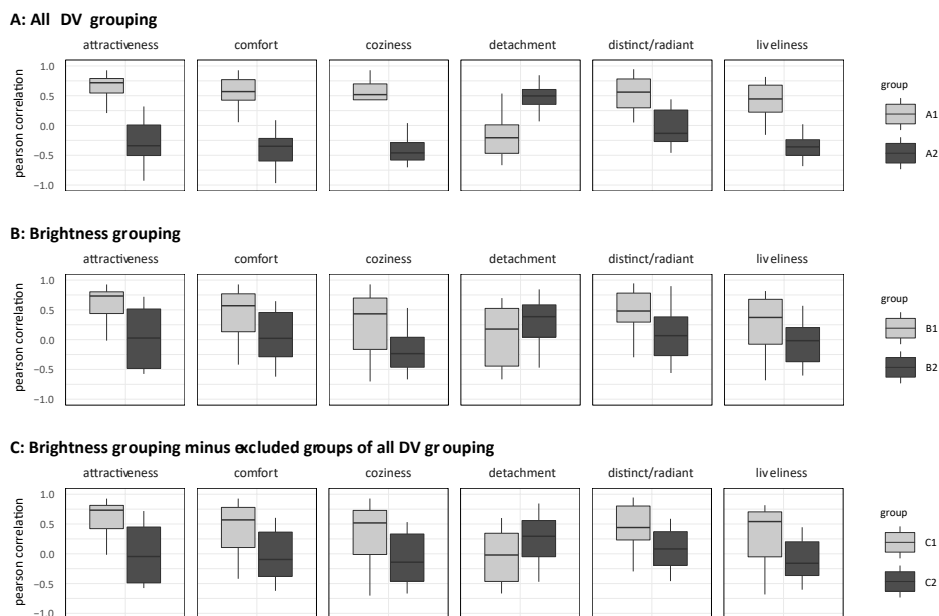 A: All DV grouping
attractiveness comfort coziness detachment distinct/radiant liveliness
1.0
0.5
0.0
−0.5
−1.0
pearson correlation
group
A1
A2
B: Brightness grouping
attractiveness comfort coziness detachment distinct/radiant liveliness
1.0
0.5
0.0
−0.5
−1.0
pearson correlation
group
B1
B2
C: Brightness grouping minus excluded groups of all DV grouping
attractiveness comfort coziness detachment distinct/radiant liveliness
1.0
0.5
0.0
−0.5
−1.0
pearson correlation
group
C1
C2